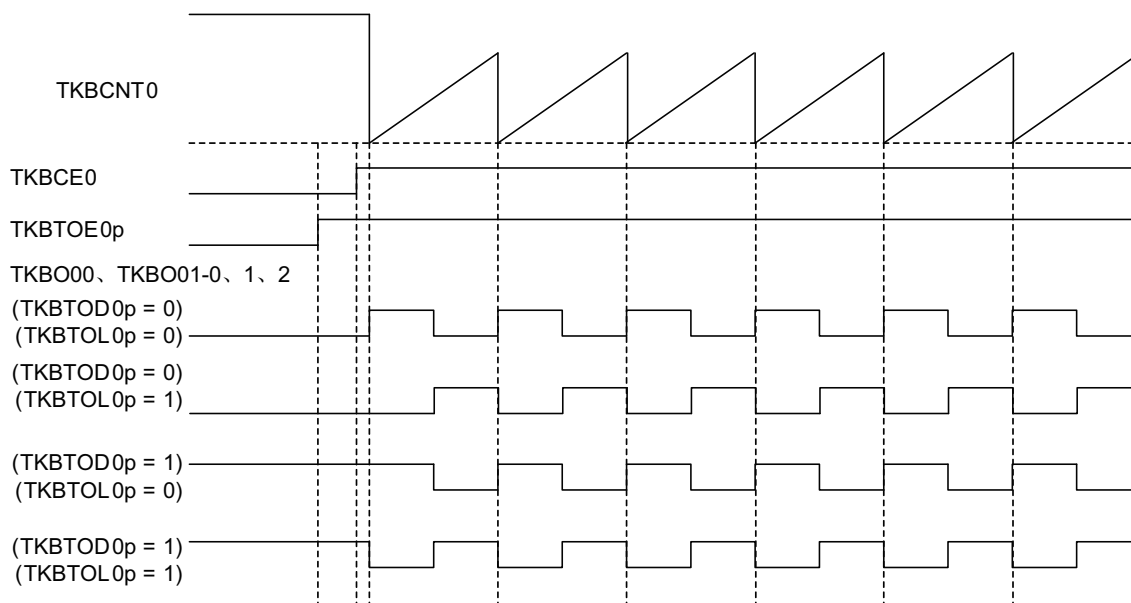 TKBCNT0
TKBCE0
TKBTOE0p
TKBO00、TKBO01-0、1、2
(TKBTOD0p = 0)
(TKBTOL0p = 0)
(TKBTOD0p = 0)
(TKBTOL0p = 1)
(TKBTOD0p = 1)
(TKBTOL0p = 0)
(TKBTOD0p = 1)
(TKBTOL0p = 1)